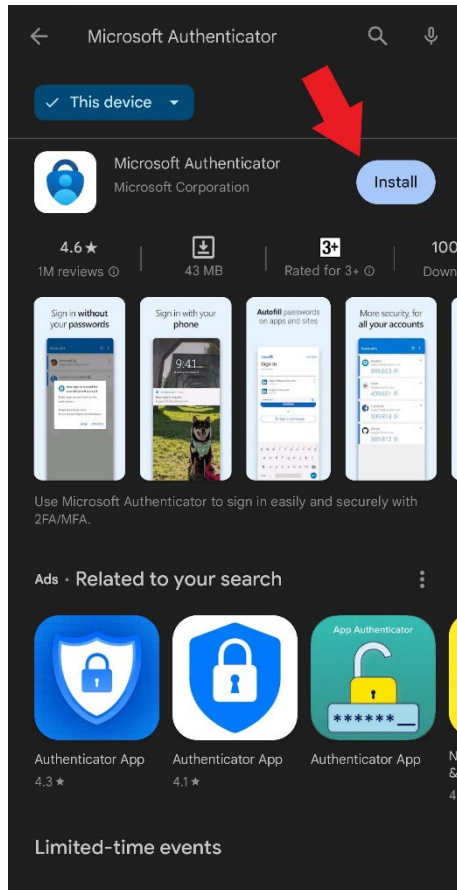 Microsoft Authenticator
This device
Microsoft Authenticator
Microsoft Corporation
Install
4.6★
1M reviews
43 MB
3+
Rated for 3+
100
Down
Sign in without
your passwords
Sign in with your
phone
9:41
Autofill passwords
on apps and sites
Sign in
More security, for
all your accounts
Use Microsoft Authenticator to sign in easily and securely with
2FA/MFA.
Ads · Related to your search
App Authenticator
******_
Authenticator App
4.3★
Authenticator App
4.1★
Authenticator App
N
&
4
Limited-time events